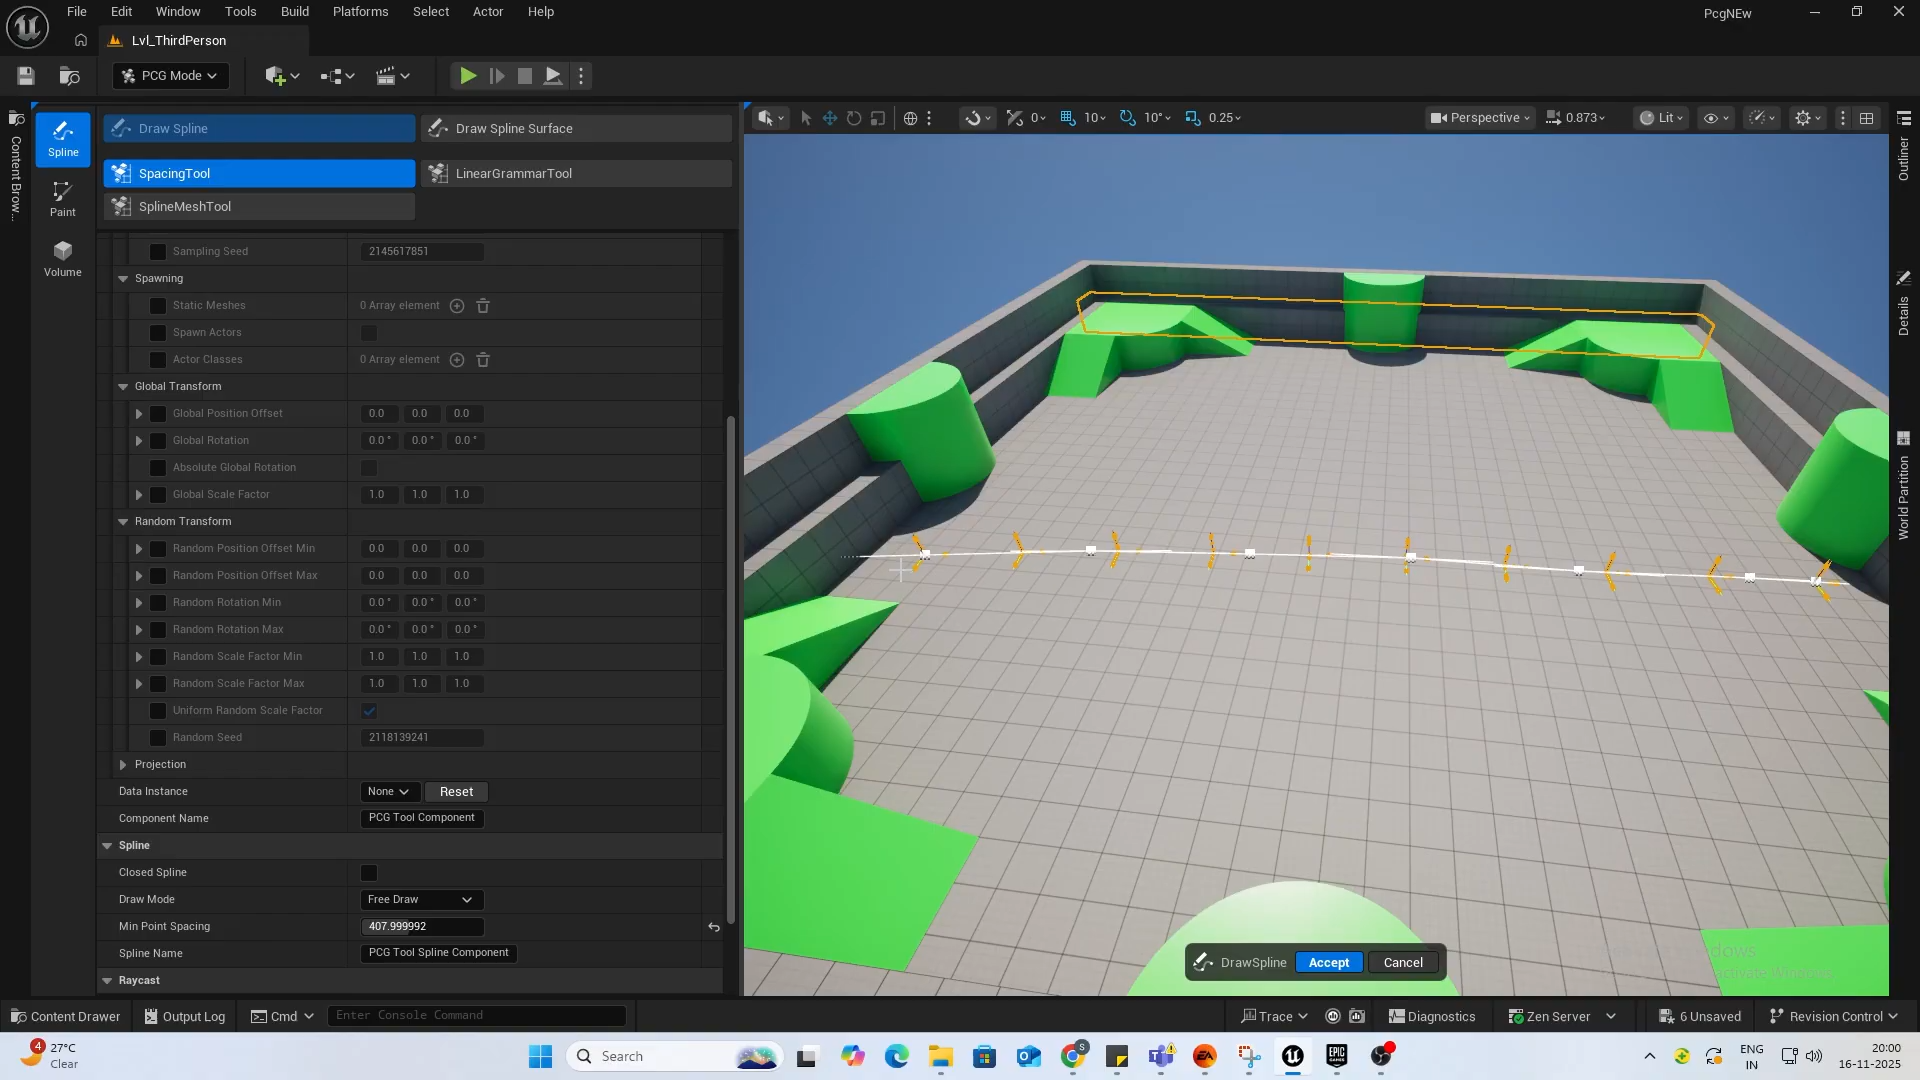 File Edit Window Tools Build Platforms Select Actor Help
PcgNEw
Lvl_ThirdPerson
PCG Mode
Content Brow...
Spline
Paint
Volume
Draw Spline
Draw Spline Surface
SpacingTool
LinearGrammarTool
SplineMeshTool
Sampling Seed 2145617851
Spawning
Static Meshes 0 Array element
Spawn Actors
Actor Classes 0 Array element
Global Transform
Global Position Offset 0.0 0.0 0.0
Global Rotation 0.0 ° 0.0 ° 0.0 °
Absolute Global Rotation
Global Scale Factor 1.0 1.0 1.0
Random Transform
Random Position Offset Min 0.0 0.0 0.0
Random Position Offset Max 0.0 0.0 0.0
Random Rotation Min 0.0 ° 0.0 ° 0.0 °
Random Rotation Max 0.0 ° 0.0 ° 0.0 °
Random Scale Factor Min 1.0 1.0 1.0
Random Scale Factor Max 1.0 1.0 1.0
Uniform Random Scale Factor
Random Seed 2118139241
Projection
Data Instance None Reset
Component Name PCG Tool Component
Spline
Closed Spline
Draw Mode Free Draw
Min Point Spacing 407.999992
Spline Name PCG Tool Spline Component
Raycast
0 10 10° 0.25
Perspective 0.873 Lit
Outliner
Details
World Partition
DrawSpline Accept Cancel
Content Drawer Output Log Cmd Enter Console Command
Trace Diagnostics Zen Server 6 Unsaved Revision Control
4
27°C
Clear
Search
ENG
IN
20:00
16-11-2025